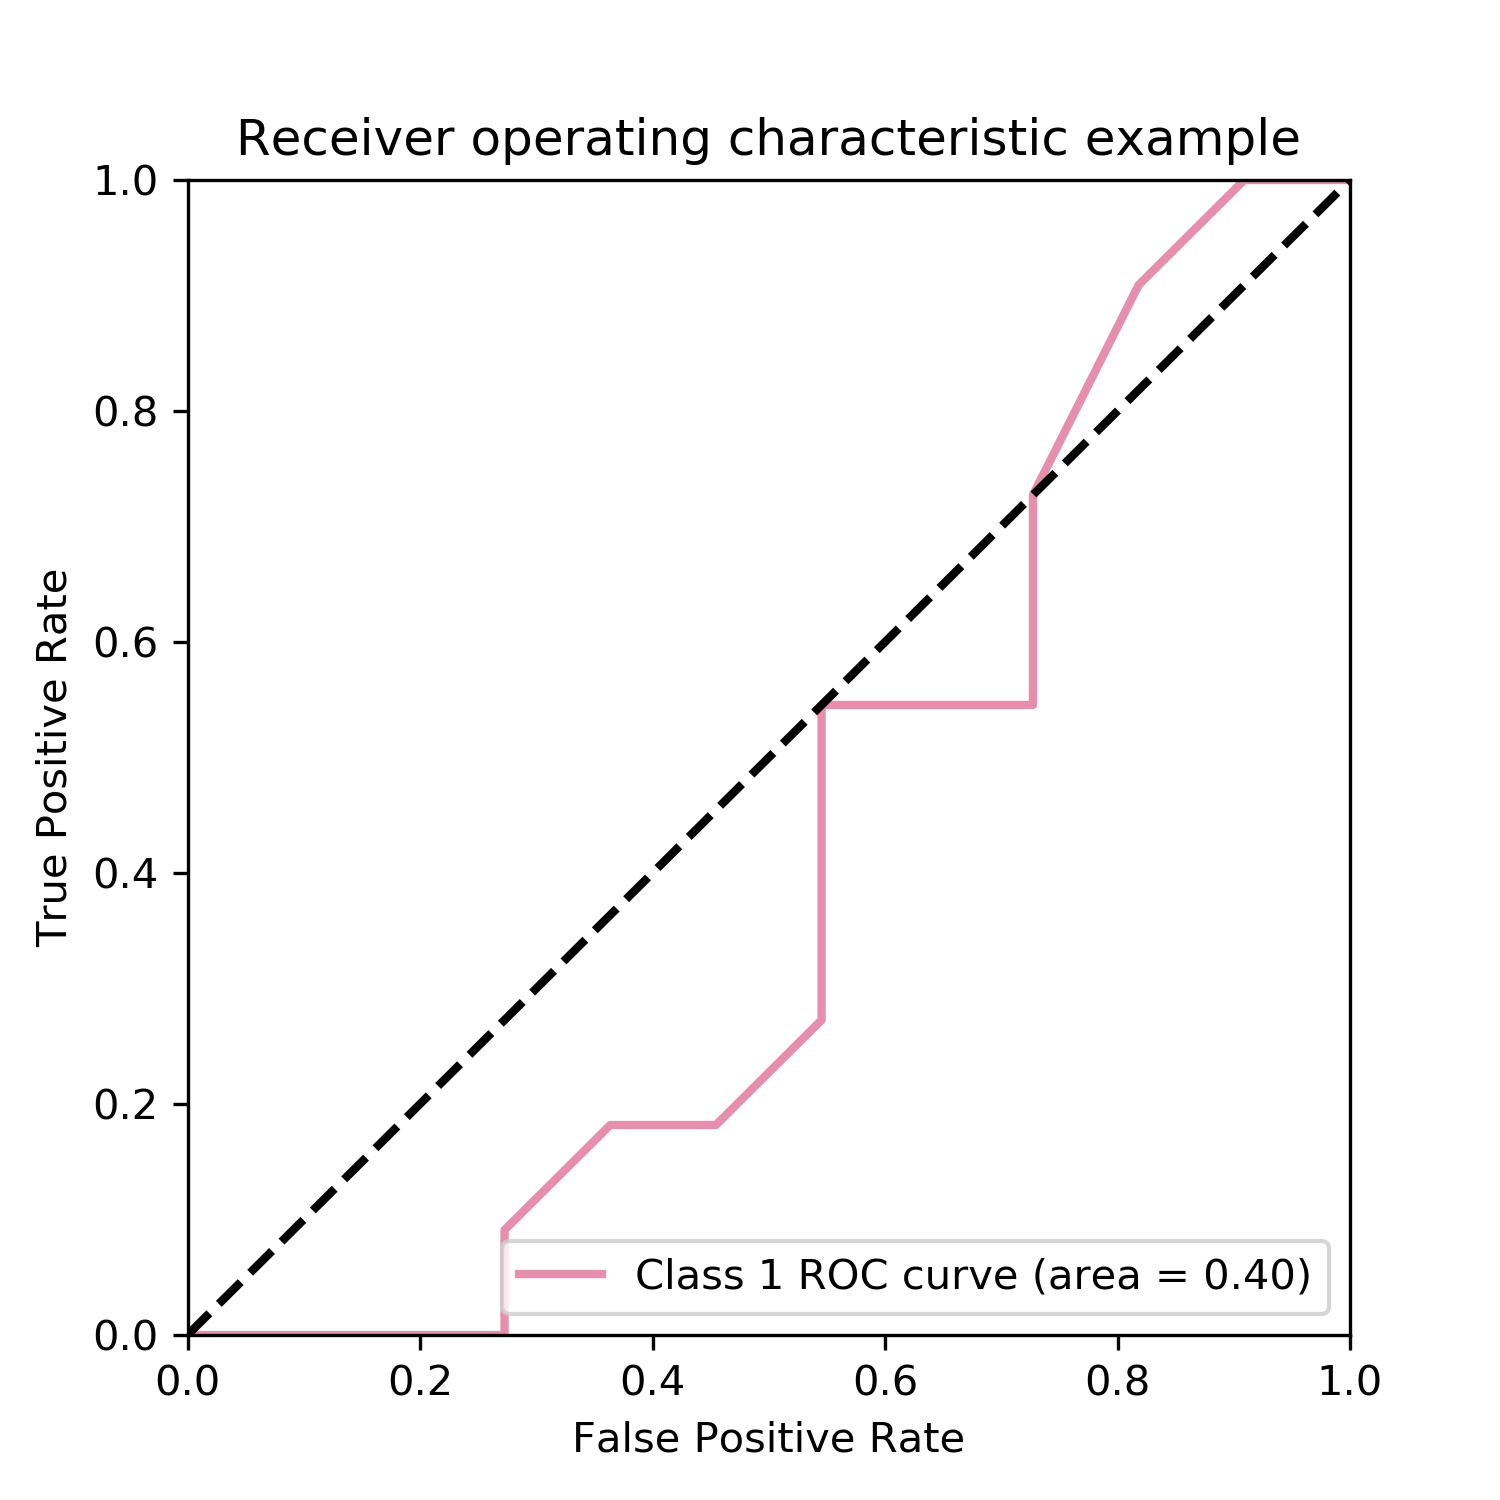 Receiver operating characteristic example
1.0
0.8
0.6
0.4
0.2
0.0
True Positive Rate
Class 1 ROC curve (area = 0.40)
0.0 0.2 0.4 0.6 0.8 1.0
False Positive Rate